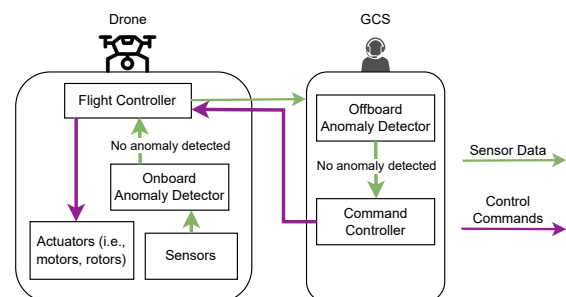 Drone
GCS
Flight Controller
No anomaly detected
Onboard
Anomaly Detector
Actuators (i.e.,
motors, rotors)
Sensors
Offboard
Anomaly Detector
No anomaly detected
Command
Controller
Sensor Data
Control
Commands